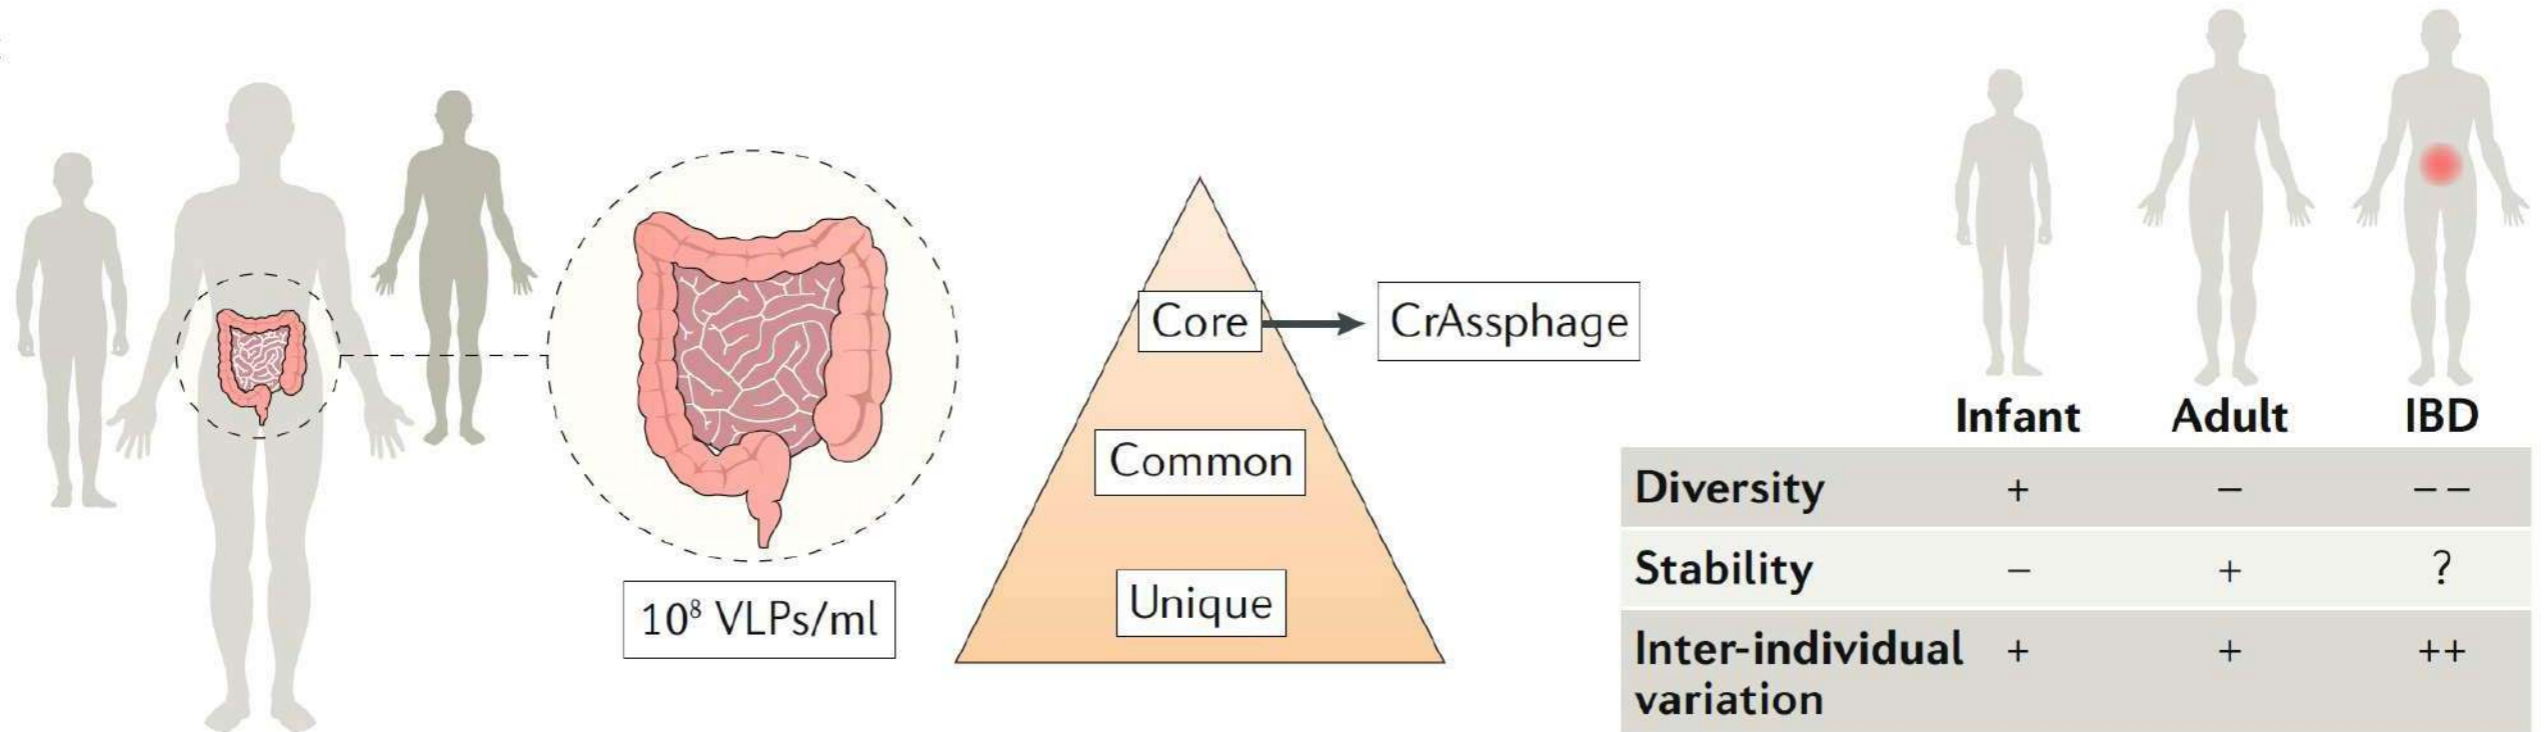 10⁸ VLPs/ml
Core
CrAssphage
Common
Unique
Infant Adult IBD
Diversity + − −−
Stability − + ?
Inter-individual + + ++
variation